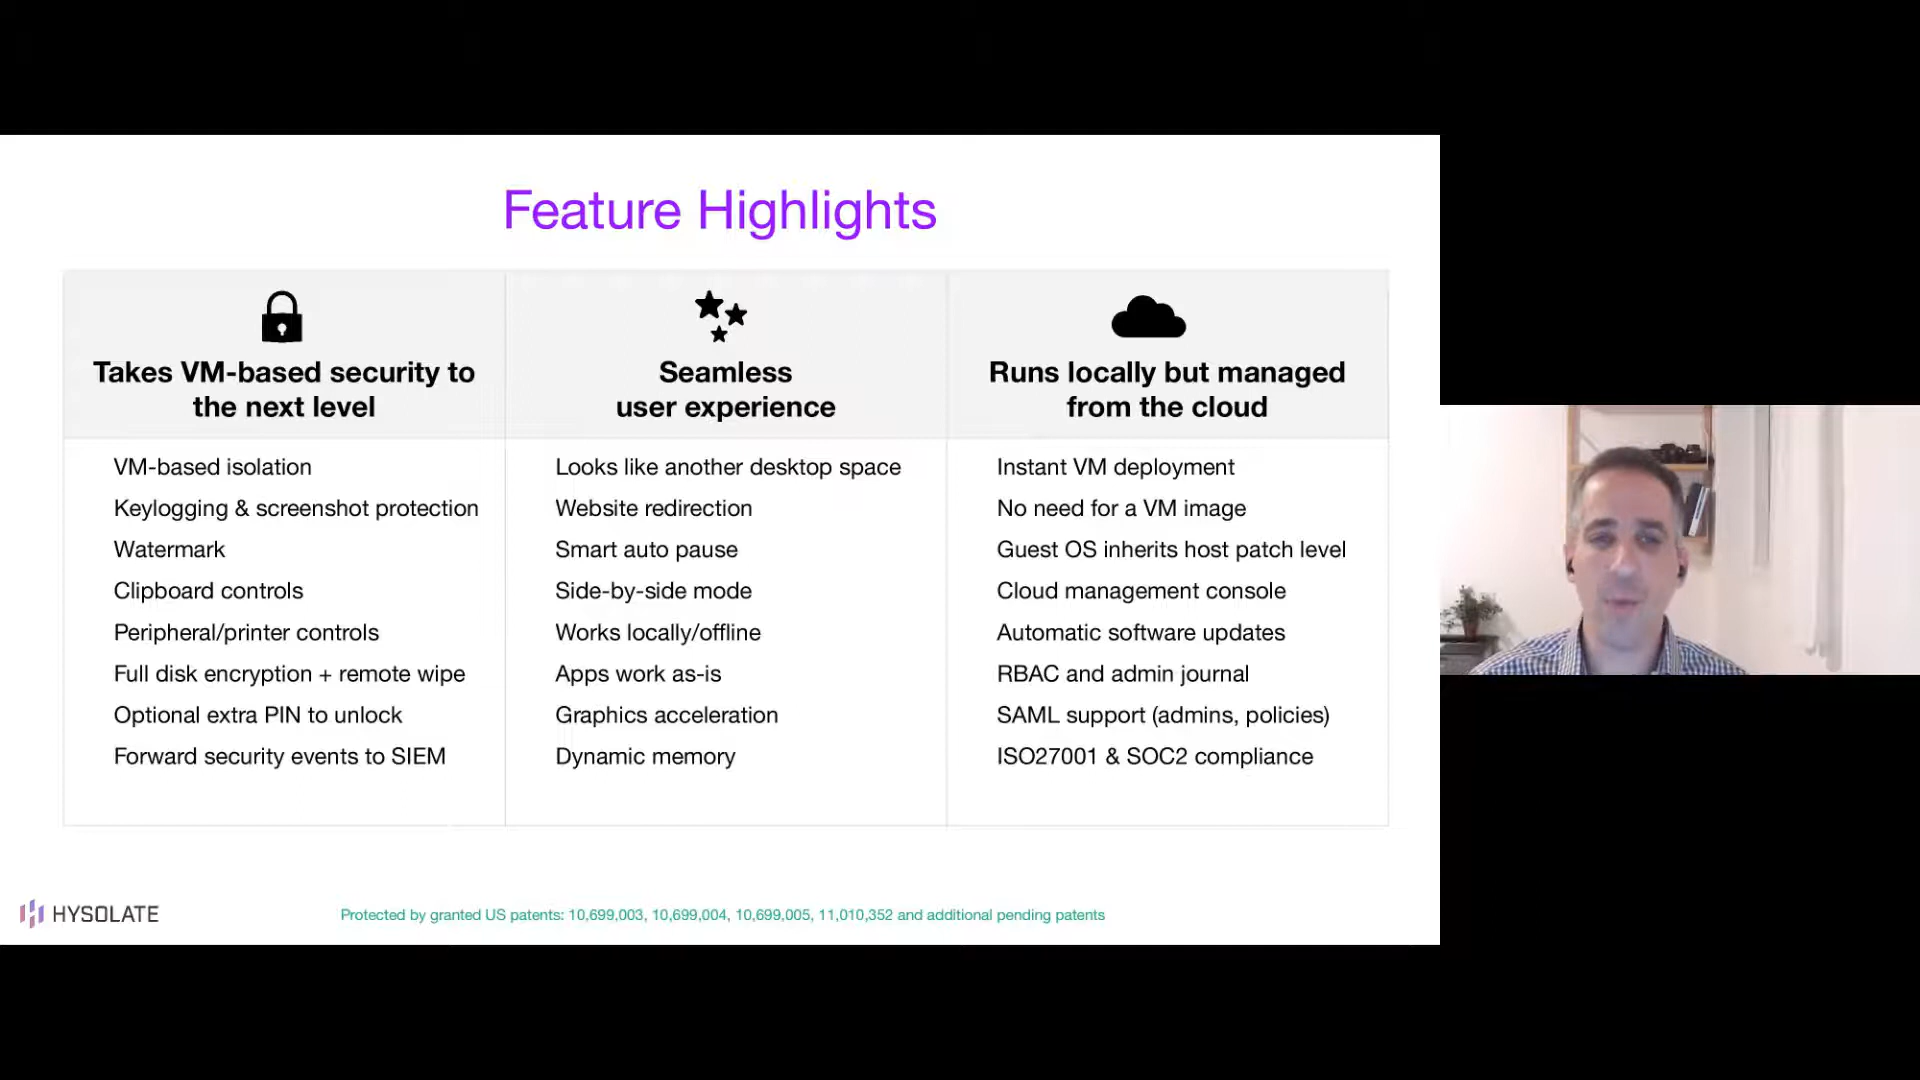 Feature Highlights
Takes VM-based security to
the next level
VM-based isolation
Keylogging & screenshot protection
Watermark
Clipboard controls
Peripheral/printer controls
Full disk encryption + remote wipe
Optional extra PIN to unlock
Forward security events to SIEM
Seamless
user experience
Looks like another desktop space
Website redirection
Smart auto pause
Side-by-side mode
Works locally/offline
Apps work as-is
Graphics acceleration
Dynamic memory
Runs locally but managed
from the cloud
Instant VM deployment
No need for a VM image
Guest OS inherits host patch level
Cloud management console
Automatic software updates
RBAC and admin journal
SAML support (admins, policies)
ISO27001 & SOC2 compliance
HYSOLATE
Protected by granted US patents: 10,699,003, 10,699,004, 10,699,005, 11,010,352 and additional pending patents